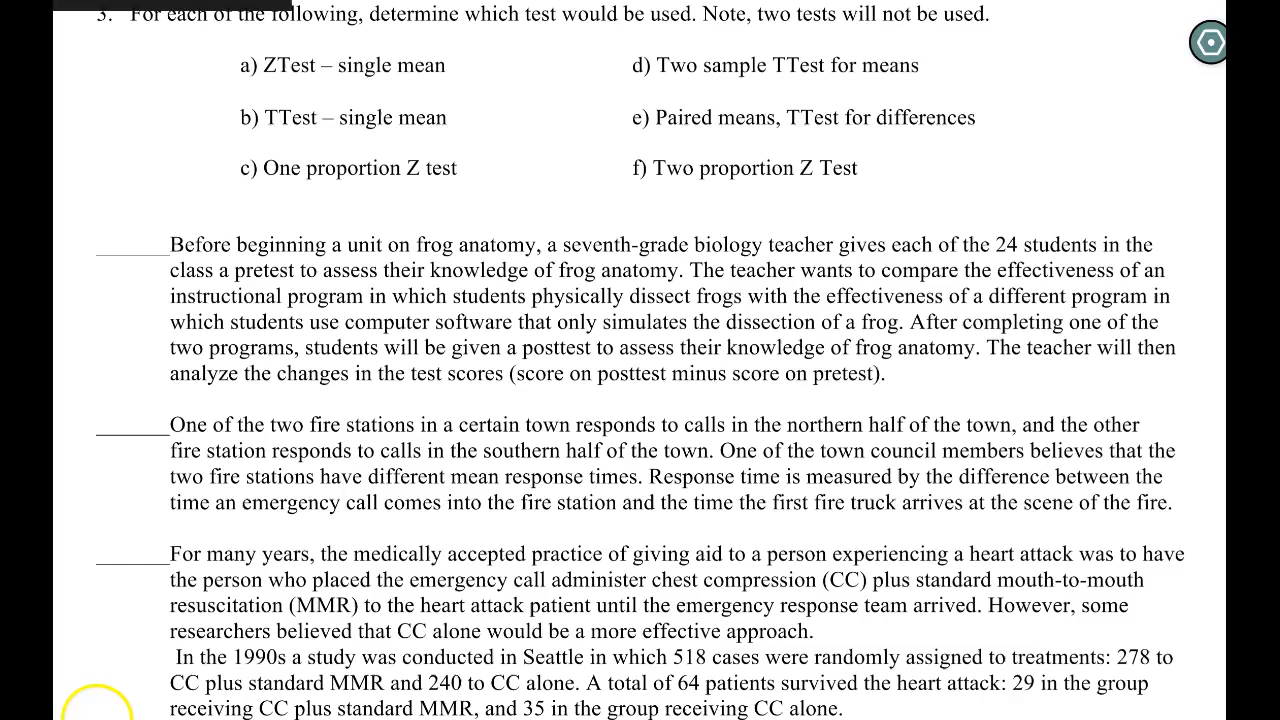 3. For each of the following, determine which test would be used. Note, two tests will not be used.
a) ZTest – single mean
d) Two sample TTest for means
b) TTest – single mean
e) Paired means, TTest for differences
c) One proportion Z test
f) Two proportion Z Test
_______Before beginning a unit on frog anatomy, a seventh-grade biology teacher gives each of the 24 students in the
class a pretest to assess their knowledge of frog anatomy. The teacher wants to compare the effectiveness of an
instructional program in which students physically dissect frogs with the effectiveness of a different program in
which students use computer software that only simulates the dissection of a frog. After completing one of the
two programs, students will be given a posttest to assess their knowledge of frog anatomy. The teacher will then
analyze the changes in the test scores (score on posttest minus score on pretest).
_______One of the two fire stations in a certain town responds to calls in the northern half of the town, and the other
fire station responds to calls in the southern half of the town. One of the town council members believes that the
two fire stations have different mean response times. Response time is measured by the difference between the
time an emergency call comes into the fire station and the time the first fire truck arrives at the scene of the fire.
_______For many years, the medically accepted practice of giving aid to a person experiencing a heart attack was to have
the person who placed the emergency call administer chest compression (CC) plus standard mouth-to-mouth
resuscitation (MMR) to the heart attack patient until the emergency response team arrived. However, some
researchers believed that CC alone would be a more effective approach.
In the 1990s a study was conducted in Seattle in which 518 cases were randomly assigned to treatments: 278 to
CC plus standard MMR and 240 to CC alone. A total of 64 patients survived the heart attack: 29 in the group
receiving CC plus standard MMR, and 35 in the group receiving CC alone.